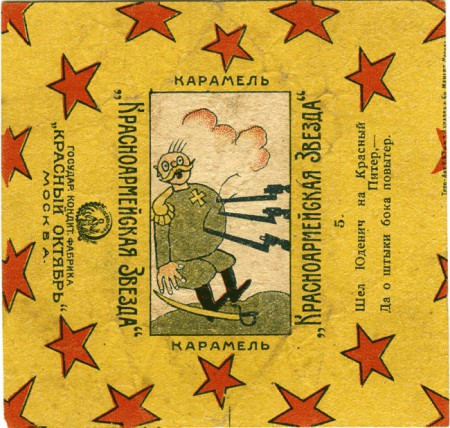 КАРАМЕЛЬ
„КРАСНОАРМЕЙСКАЯ ЗВЕЗДА“
ГОСУДАР. КОНДИТ. ФАБРИКА
„КРАСНЫЙ ОКТЯБРЬ“
МОСКВА.
„КРАСНОАРМЕЙСКАЯ ЗВЕЗДА“
5.
Шел Юденич на Красный
Питер,—
Да о штыки бока повытер.
КАРАМЕЛЬ